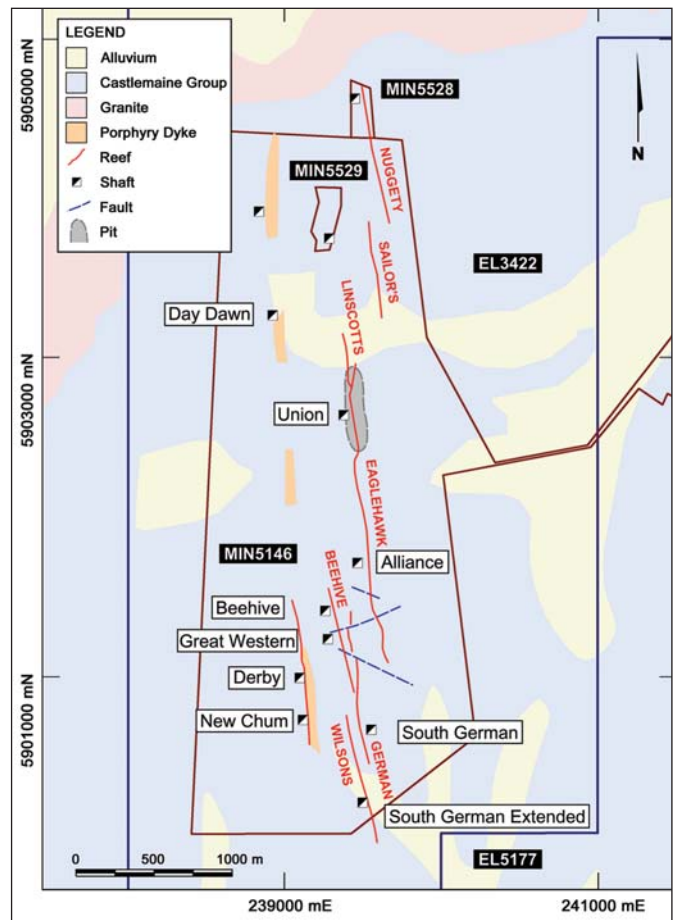 LEGEND
Alluvium
Castlemaine Group
Granite
Porphyry Dyke
Reef
Shaft
Fault
Pit
5905000 mN
MIN5528
N
NUGGETY
MIN5529
SAILOR'S
EL3422
Day Dawn
LINSCOTTS
5903000 mN
Union
EAGLEHAWK
MIN5146
Alliance
BEEHIVE
Beehive
Great Western
Derby
5901000 mN
New Chum
WILSONS
GERMAN
South German
South German Extended
EL5177
0 500 1000 m
239000 mE
241000 mE